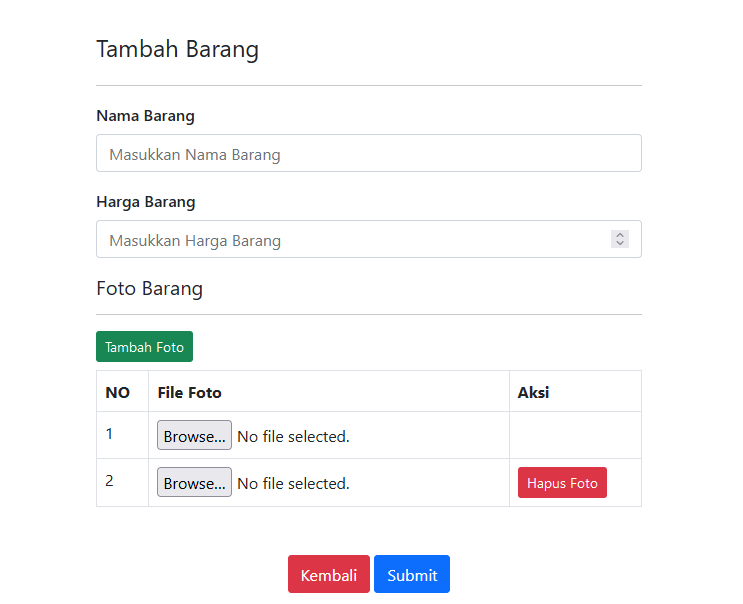 Tambah Barang
Nama Barang
Masukkan Nama Barang
Harga Barang
Masukkan Harga Barang
Foto Barang
Tambah Foto
NO File Foto Aksi
1 Browse... No file selected.
2 Browse... No file selected. Hapus Foto
Kembali Submit